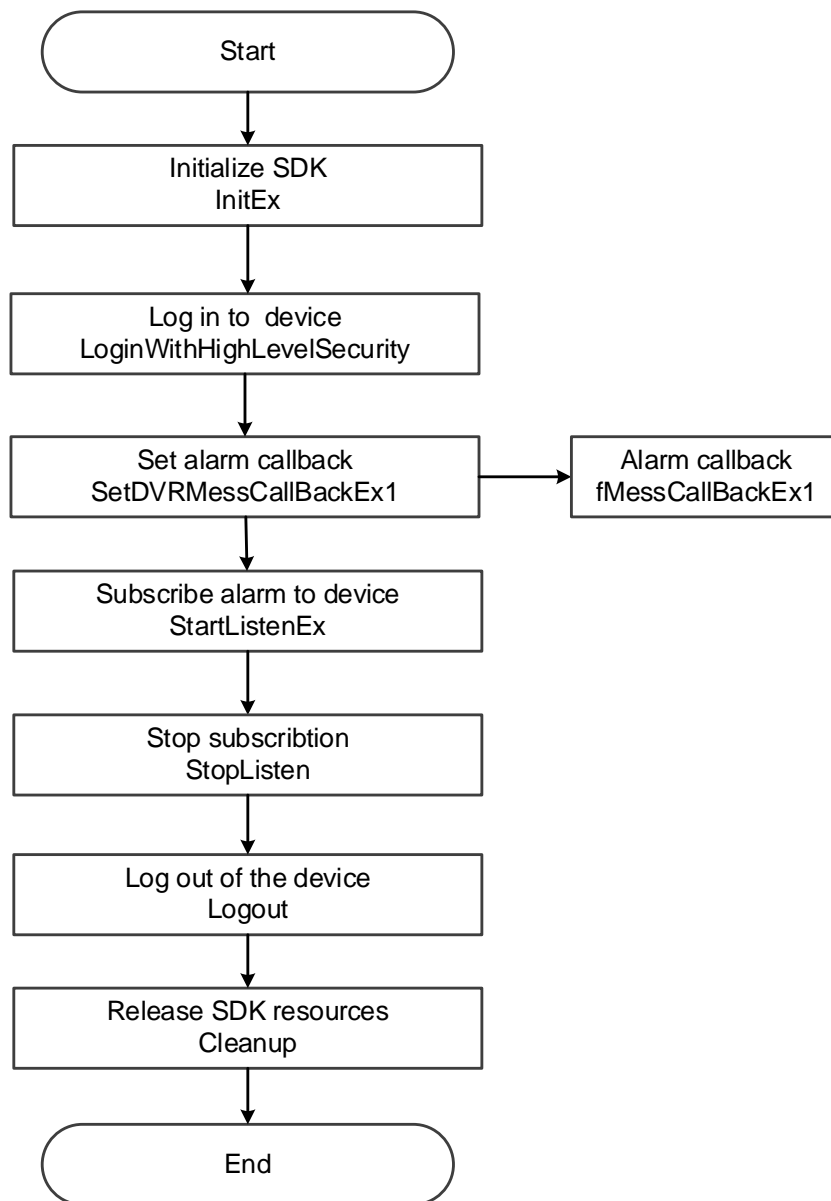 Start
Initialize SDK
InitEx
Log in to  device
LoginWithHighLevelSecurity
Set alarm callback
SetDVRMessCallBackEx1
Alarm callback
fMessCallBackEx1
Subscribe alarm to device
StartListenEx
Stop subscribtion
StopListen
Log out of the device
Logout
Release SDK resources
Cleanup
End